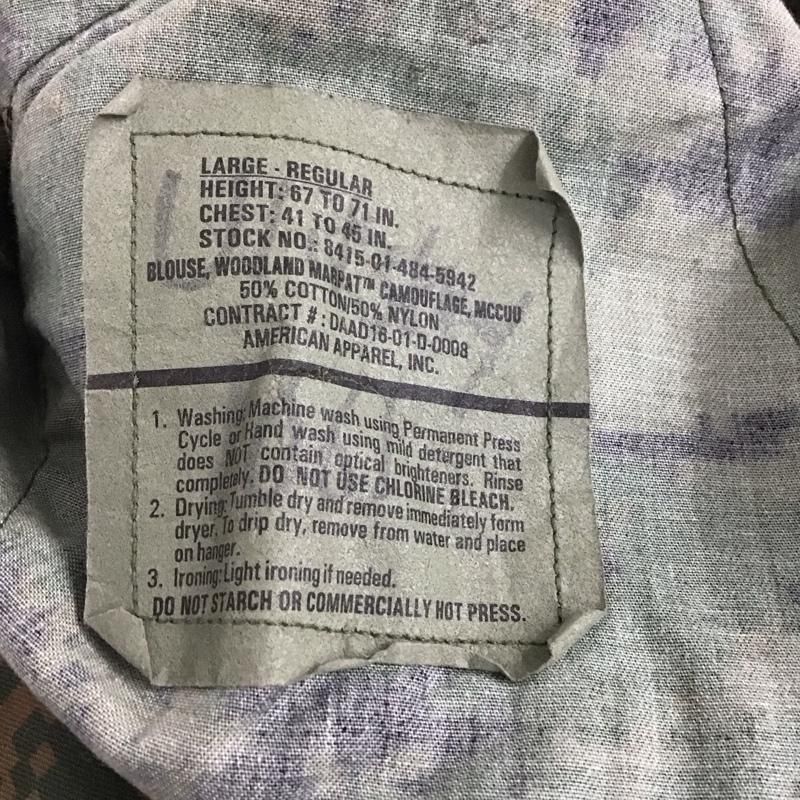 LARGE - REGULAR
HEIGHT: 67 TO 71 IN.
CHEST: 41 TO 45 IN.
STOCK NO.: 8415-01-484-5942
BLOUSE, WOODLAND MARPAT™ CAMOUFLAGE, MCCUU
50% COTTON/50% NYLON
CONTRACT #: DAAD16-01-D-0008
AMERICAN APPAREL, INC.
1. Washing: Machine wash using Permanent Press
Cycle or Hand wash using mild detergent that
does NOT contain optical brighteners. Rinse
completely. DO NOT USE CHLORINE BLEACH.
2. Drying: Tumble dry and remove immediately form
dryer. To drip dry, remove from water and place
on hanger.
3. Ironing: Light ironing if needed.
DO NOT STARCH OR COMMERCIALLY HOT PRESS.